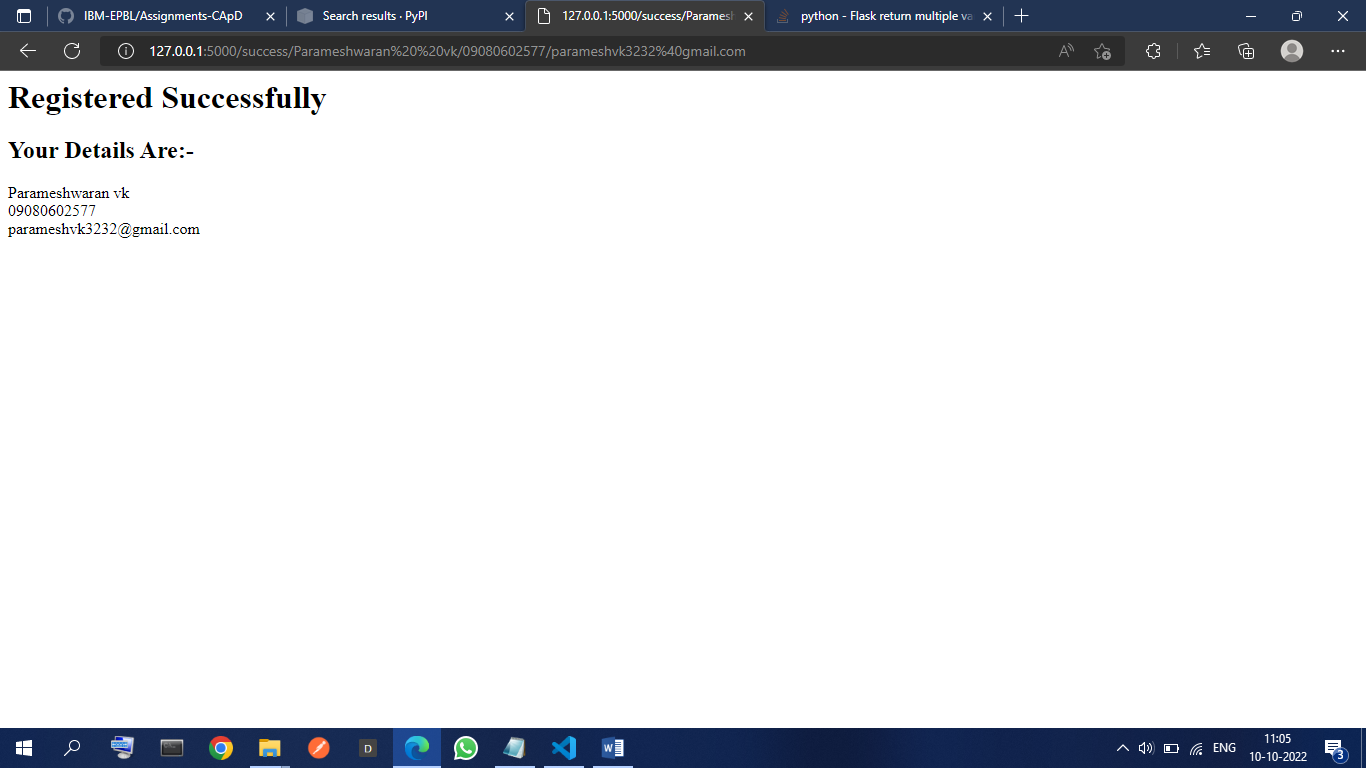 IBM-EPBL/Assignments-CApD
Search results · PyPI
127.0.0.1:5000/success/Paramesh
python - Flask return multiple va
127.0.0.1:5000/success/Parameshwaran%20%20vk/09080602577/parameshvk3232%40gmail.com
Registered Successfully
Your Details Are:-
Parameshwaran vk
09080602577
parameshvk3232@gmail.com
D
W
ENG
11:05
10-10-2022
3